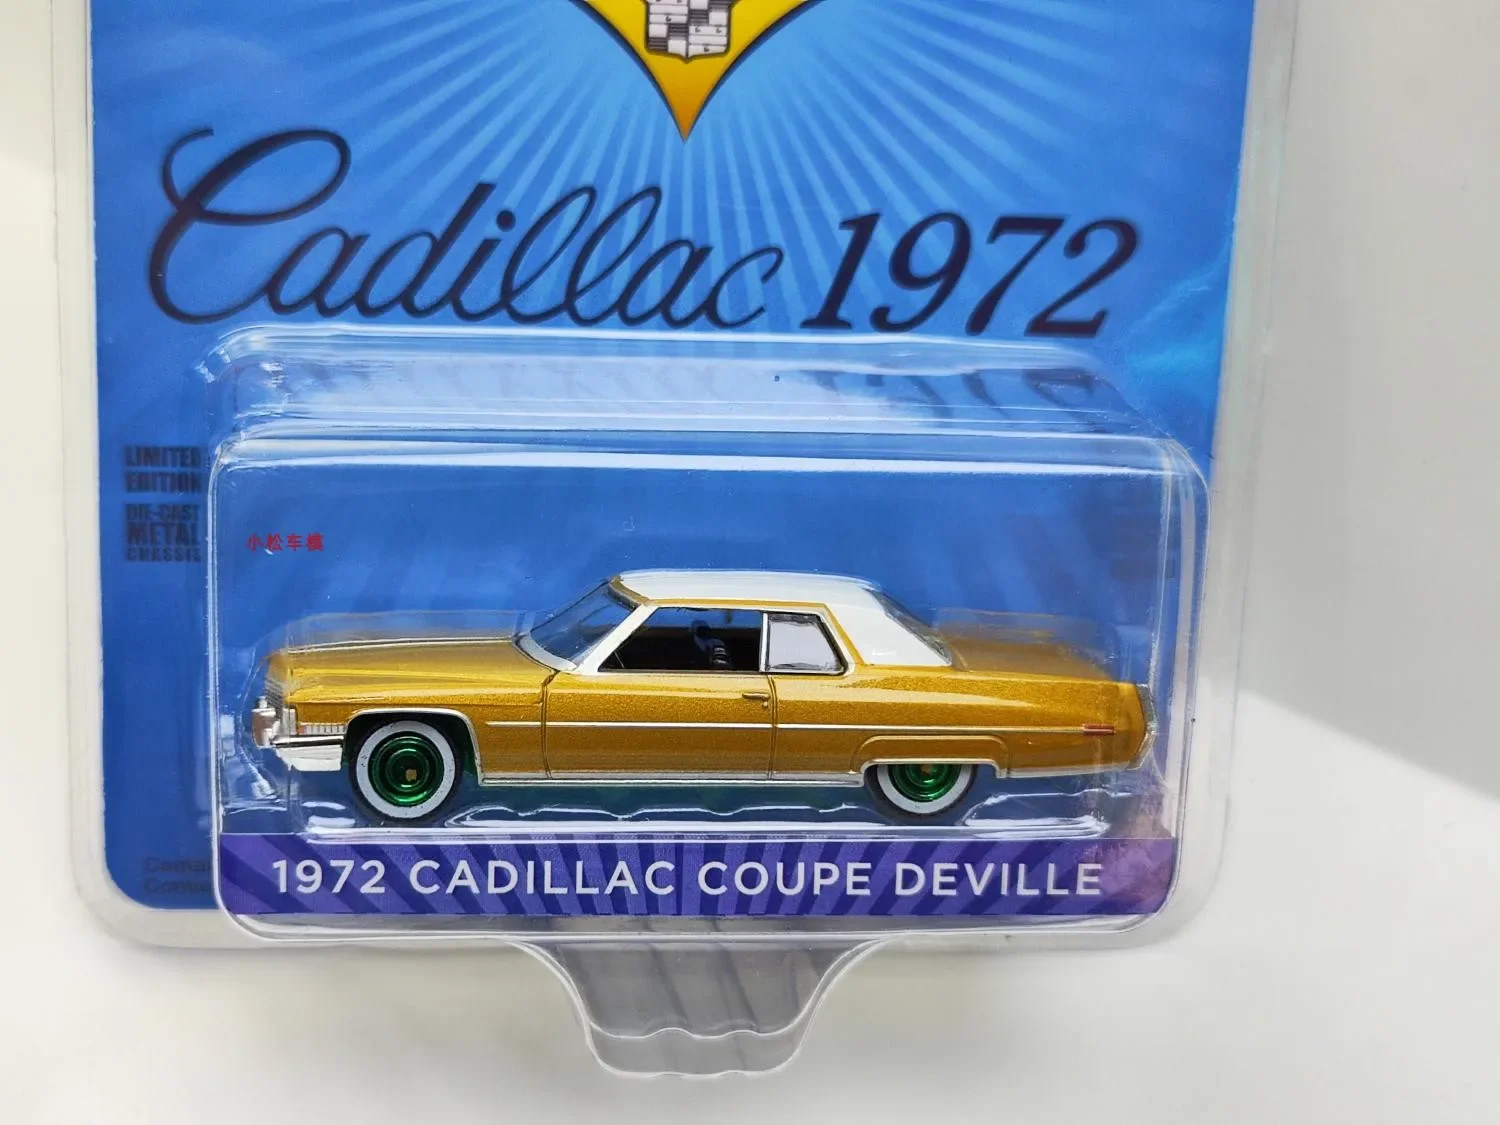 Cadillac 1972
LIMITED
EDITION
DIE-CAST
METAL
CHASSIS
小松车模
1972 CADILLAC COUPE DEVILLE